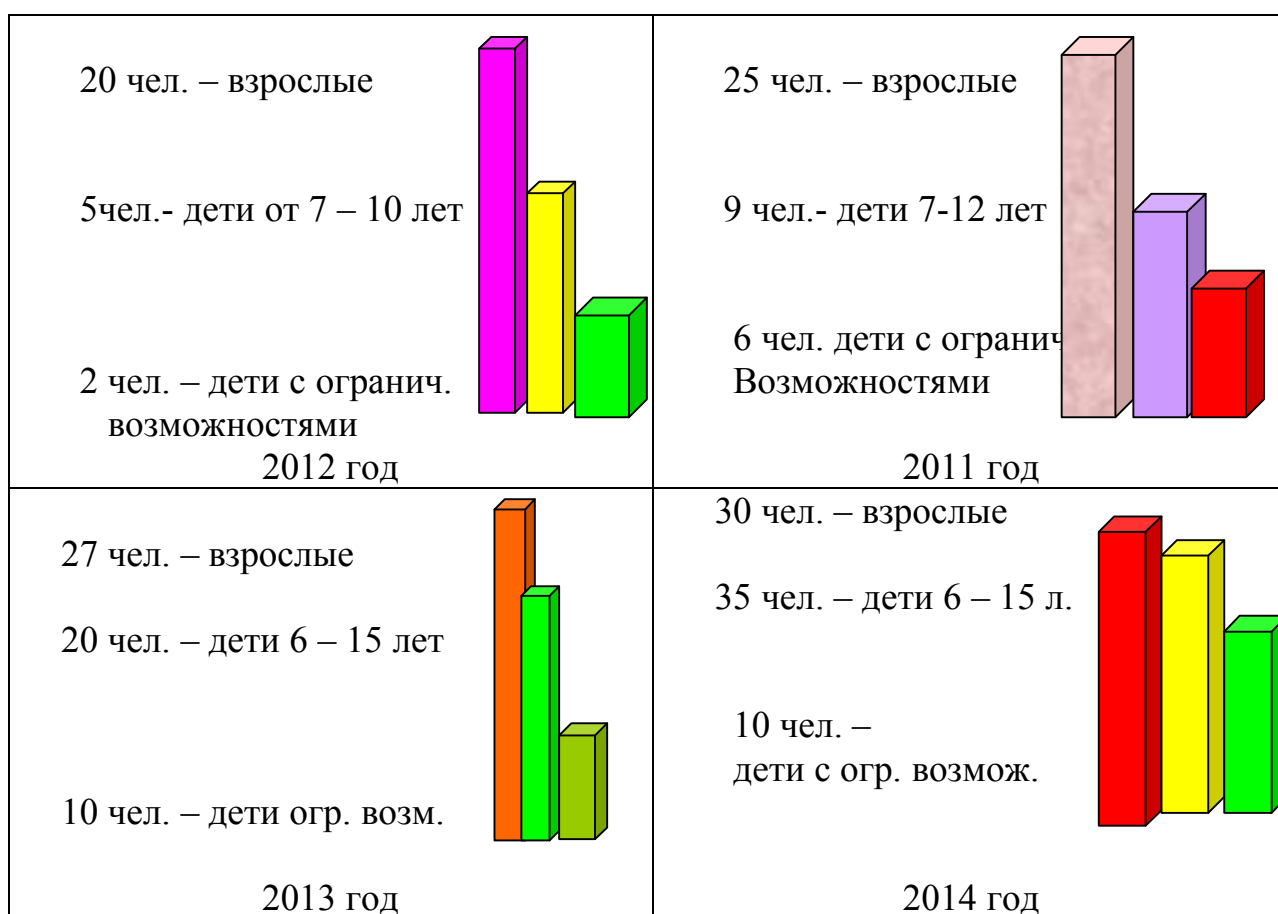 20 чел. – взрослые
5чел.- дети от 7 – 10 лет
2 чел. – дети с огранич.
возможностями
2012 год
25 чел. – взрослые
9 чел.- дети 7-12 лет
6 чел. дети с огранич
Возможностями
2011 год
27 чел. – взрослые
20 чел. – дети 6 – 15 лет
10 чел. – дети огр. возм.
2013 год
30 чел. – взрослые
35 чел. – дети 6 – 15 л.
10 чел. –
дети с огр. возмож.
2014 год